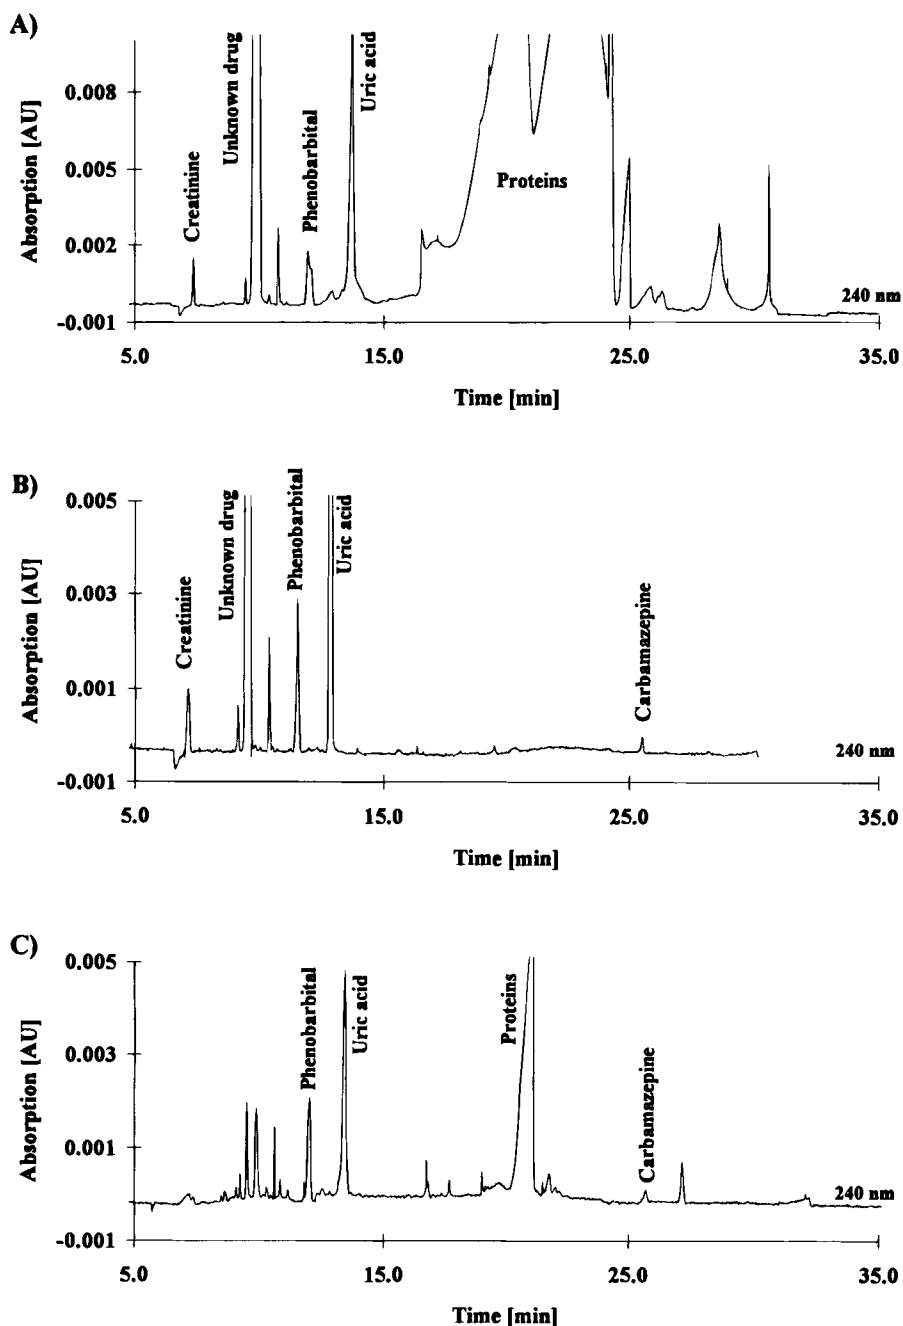 A)
Absorption [AU]
0.008
0.005
0.002
-0.001
Creatinine
Unknown drug
Phenobarbital
Uric acid
Proteins
240 nm
5.0 15.0 25.0 35.0
Time [min]
B)
Absorption [AU]
0.005
0.003
0.001
-0.001
Creatinine
Unknown drug
Phenobarbital
Uric acid
Carbamazepine
240 nm
5.0 15.0 25.0 35.0
Time [min]
C)
Absorption [AU]
0.005
0.003
0.001
-0.001
Phenobarbital
Uric acid
Proteins
Carbamazepine
240 nm
5.0 15.0 25.0 35.0
Time [min]